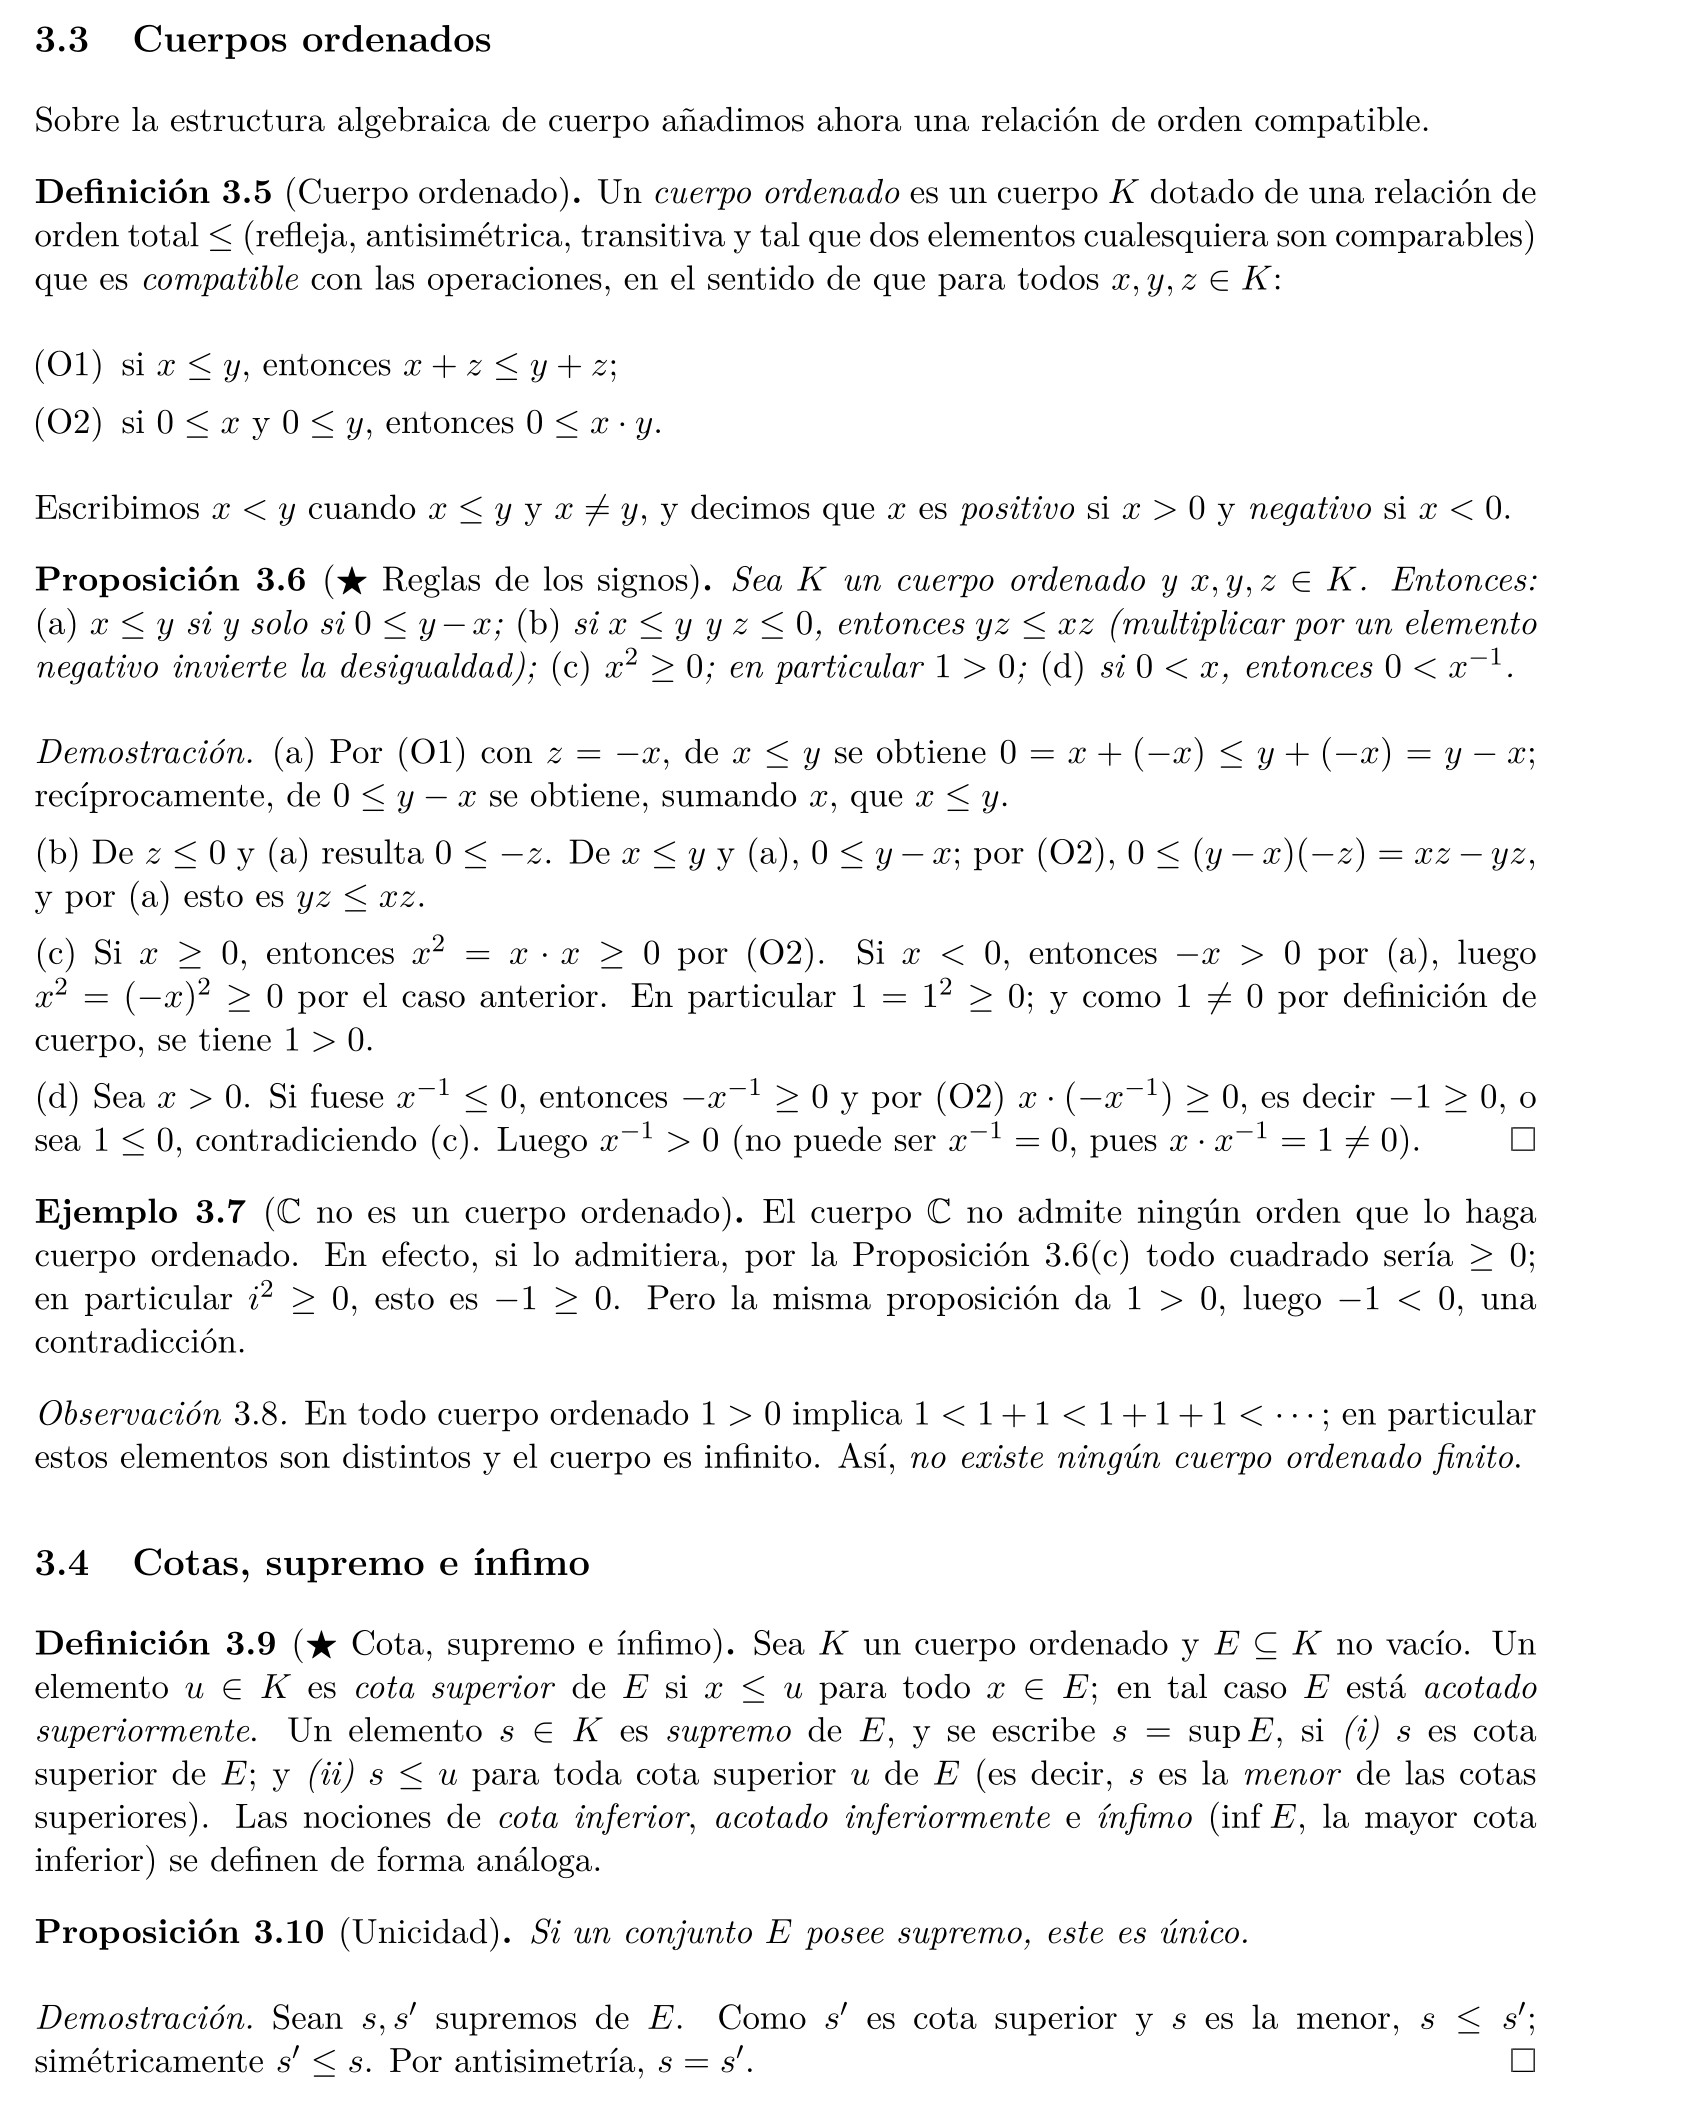 3.3 Cuerpos ordenados
Sobre la estructura algebraica de cuerpo añadimos ahora una relación de orden compatible.
Definición 3.5 (Cuerpo ordenado). Un cuerpo ordenado es un cuerpo K dotado de una relación de
orden total ≤ (refleja, antisimétrica, transitiva y tal que dos elementos cualesquiera son comparables)
que es compatible con las operaciones, en el sentido de que para todos x, y, z ∈ K:
(O1) si x ≤ y, entonces x + z ≤ y + z;
(O2) si 0 ≤ x y 0 ≤ y, entonces 0 ≤ x · y.
Escribimos x < y cuando x ≤ y y x ≠ y, y decimos que x es positivo si x > 0 y negativo si x < 0.
Proposición 3.6 (★ Reglas de los signos). Sea K un cuerpo ordenado y x, y, z ∈ K. Entonces:
(a) x ≤ y si y solo si 0 ≤ y − x; (b) si x ≤ y y z ≤ 0, entonces yz ≤ xz (multiplicar por un elemento
negativo invierte la desigualdad); (c) x² ≥ 0; en particular 1 > 0; (d) si 0 < x, entonces 0 < x⁻¹.
Demostración. (a) Por (O1) con z = −x, de x ≤ y se obtiene 0 = x + (−x) ≤ y + (−x) = y − x;
recíprocamente, de 0 ≤ y − x se obtiene, sumando x, que x ≤ y.
(b) De z ≤ 0 y (a) resulta 0 ≤ −z. De x ≤ y y (a), 0 ≤ y − x; por (O2), 0 ≤ (y − x)(−z) = xz − yz,
y por (a) esto es yz ≤ xz.
(c) Si x ≥ 0, entonces x² = x · x ≥ 0 por (O2). Si x < 0, entonces −x > 0 por (a), luego
x² = (−x)² ≥ 0 por el caso anterior. En particular 1 = 1² ≥ 0; y como 1 ≠ 0 por definición de
cuerpo, se tiene 1 > 0.
(d) Sea x > 0. Si fuese x⁻¹ ≤ 0, entonces −x⁻¹ ≥ 0 y por (O2) x · (−x⁻¹) ≥ 0, es decir −1 ≥ 0, o
sea 1 ≤ 0, contradiciendo (c). Luego x⁻¹ > 0 (no puede ser x⁻¹ = 0, pues x · x⁻¹ = 1 ≠ 0). □
Ejemplo 3.7 (ℂ no es un cuerpo ordenado). El cuerpo ℂ no admite ningún orden que lo haga
cuerpo ordenado. En efecto, si lo admitiera, por la Proposición 3.6(c) todo cuadrado sería ≥ 0;
en particular i² ≥ 0, esto es −1 ≥ 0. Pero la misma proposición da 1 > 0, luego −1 < 0, una
contradicción.
Observación 3.8. En todo cuerpo ordenado 1 > 0 implica 1 < 1 + 1 < 1 + 1 + 1 < ⋯; en particular
estos elementos son distintos y el cuerpo es infinito. Así, no existe ningún cuerpo ordenado finito.
3.4 Cotas, supremo e ínfimo
Definición 3.9 (★ Cota, supremo e ínfimo). Sea K un cuerpo ordenado y E ⊆ K no vacío. Un
elemento u ∈ K es cota superior de E si x ≤ u para todo x ∈ E; en tal caso E está acotado
superiormente. Un elemento s ∈ K es supremo de E, y se escribe s = sup E, si (i) s es cota
superior de E; y (ii) s ≤ u para toda cota superior u de E (es decir, s es la menor de las cotas
superiores). Las nociones de cota inferior, acotado inferiormente e ínfimo (inf E, la mayor cota
inferior) se definen de forma análoga.
Proposición 3.10 (Unicidad). Si un conjunto E posee supremo, este es único.
Demostración. Sean s, s′ supremos de E. Como s′ es cota superior y s es la menor, s ≤ s′;
simétricamente s′ ≤ s. Por antisimetría, s = s′. □